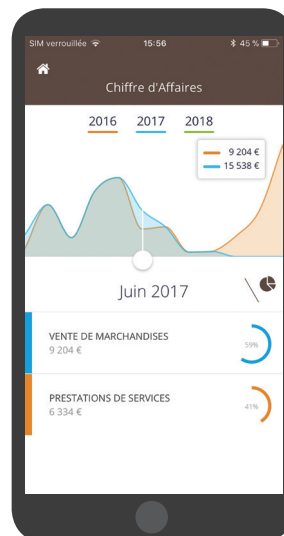 SIM verrouillée 15:56 45 %
Chiffre d'Affaires
2016 2017 2018
9 204 €
15 538 €
Juin 2017
VENTE DE MARCHANDISES
9 204 €
59%
PRESTATIONS DE SERVICES
6 334 €
41%